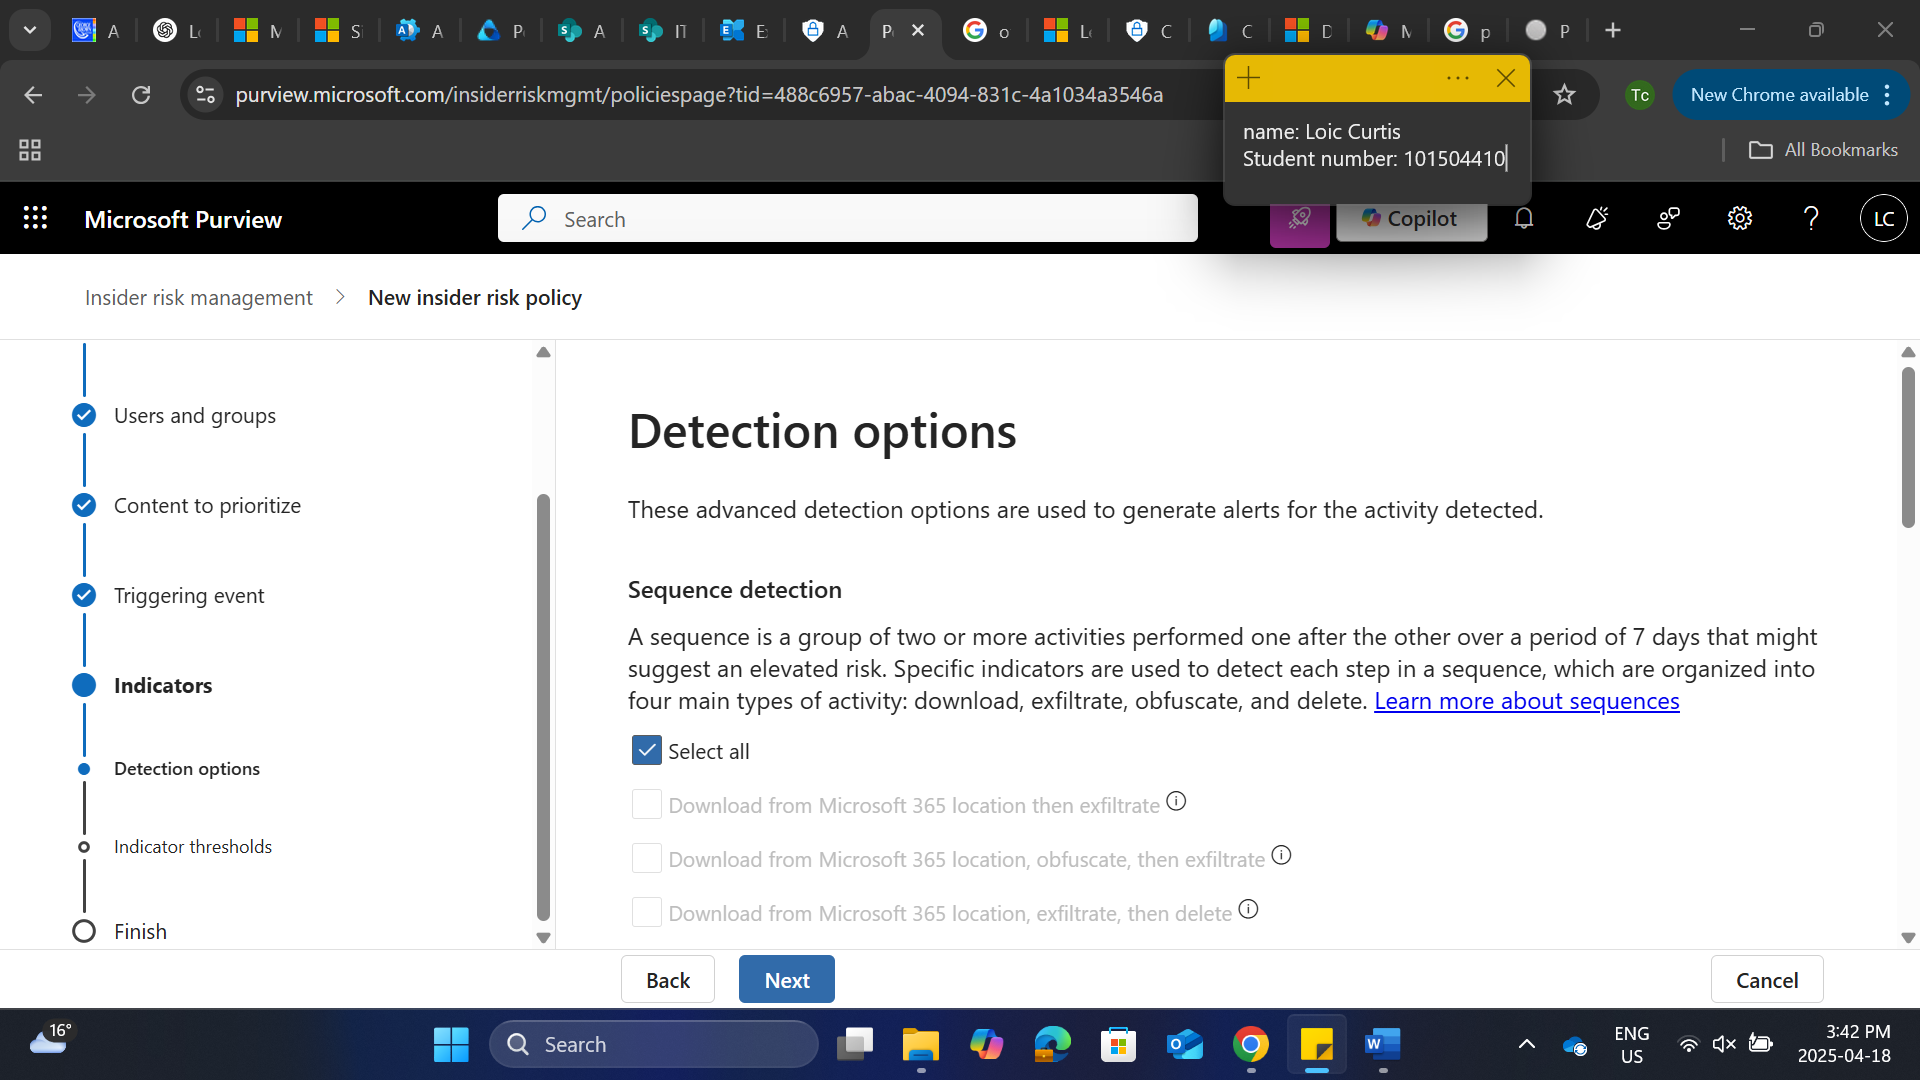 A
Lo
M
Si
A
Po
A
IT
Ex
A
Po
o
Lo
C
C
D
M
p
P
purview.microsoft.com/insiderriskmgmt/policiespage?tid=488c6957-abac-4094-831c-4a1034a3546a
Tc
New Chrome available
All Bookmarks
name: Loic Curtis
Student number: 101504410
Microsoft Purview
Search
Copilot
LC
Insider risk management
New insider risk policy
Users and groups
Content to prioritize
Triggering event
Indicators
Detection options
Indicator thresholds
Finish
Detection options
These advanced detection options are used to generate alerts for the activity detected.
Sequence detection
A sequence is a group of two or more activities performed one after the other over a period of 7 days that might
suggest an elevated risk. Specific indicators are used to detect each step in a sequence, which are organized into
four main types of activity: download, exfiltrate, obfuscate, and delete. Learn more about sequences
Select all
Download from Microsoft 365 location then exfiltrate
Download from Microsoft 365 location, obfuscate, then exfiltrate
Download from Microsoft 365 location, exfiltrate, then delete
Back
Next
Cancel
16°
Search
ENG
US
3:42 PM
2025-04-18